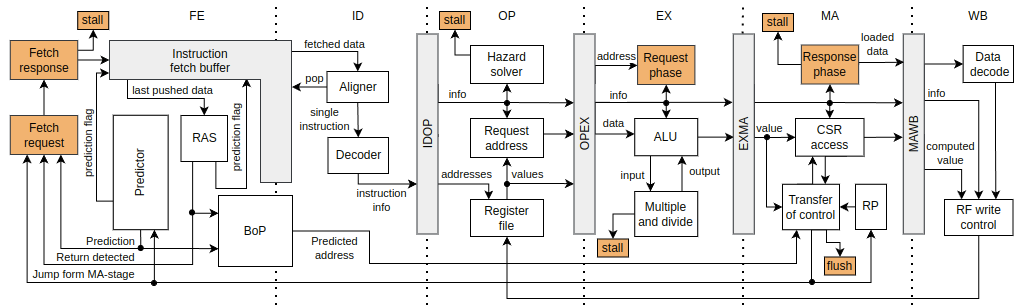 FE
ID
OP
EX
MA
WB
stall
Fetch
response
Instruction
fetch buffer
last pushed data
prediction flag
Fetch
request
Predictor
RAS
prediction flag
BoP
Prediction
Return detected
Jump form MA-stage
fetched data
pop
Aligner
single
instruction
Decoder
instruction
info
Predicted
address
IDOP
stall
Hazard
solver
info
Request
address
addresses
values
Register
file
OPEX
address
Request
phase
info
data
ALU
input
output
Multiple
and divide
stall
EXMA
stall
Response
phase
loaded
data
value
CSR
access
Transfer
of control
RP
flush
MAWB
Data
decode
info
computed
value
RF write
control